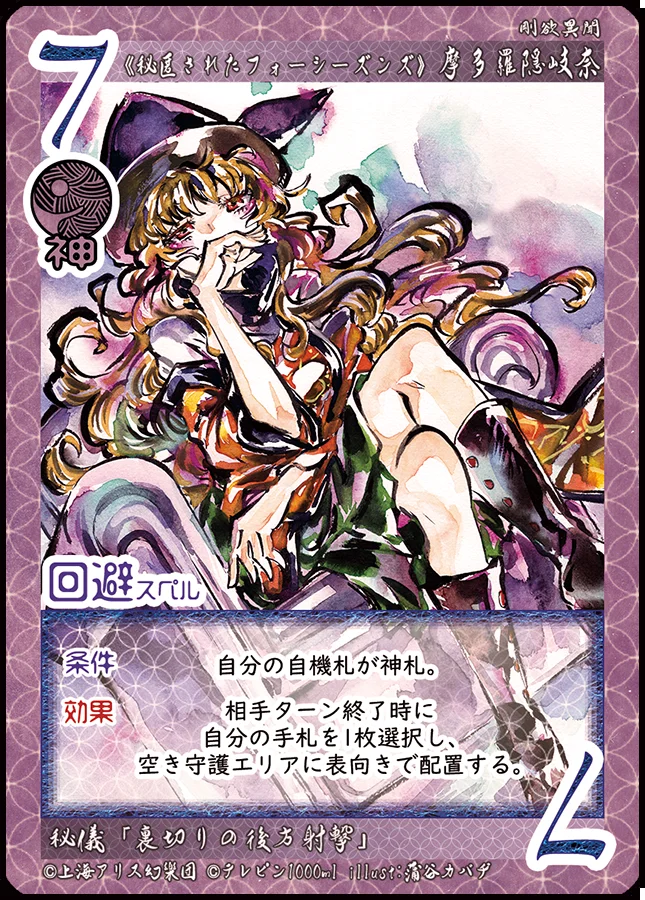 剛欲異聞
7
《秘匿されたフォーシーズンズ》 摩多羅隠岐奈
神
回避スペル
条件 自分の自機札が神札。
効果 相手ターン終了時に
自分の手札を1枚選択し、
空き守護エリアに表向きで配置する。
秘儀「裏切りの後方射撃」
7
©上海アリス幻樂団 ©テレピン1000ml illust:蒲谷カバヂ